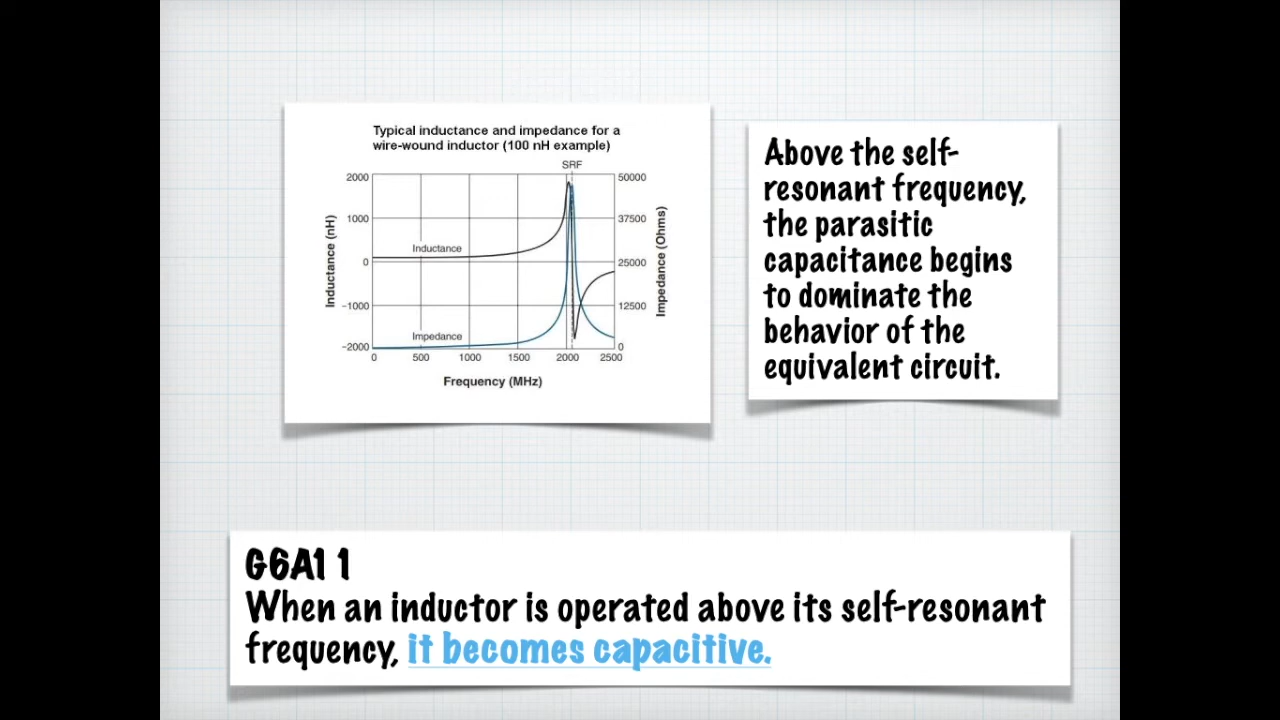 Typical inductance and impedance for a
wire-wound inductor (100 nH example)
SRF
2000
1000
0
−1000
−2000
Inductance (nH)
Inductance
Impedance
50000
37500
25000
12500
0
Impedance (Ohms)
0 500 1000 1500 2000 2500
Frequency (MHz)
Above the self-
resonant frequency,
the parasitic
capacitance begins
to dominate the
behavior of the
equivalent circuit.
G6A11
When an inductor is operated above its self-resonant
frequency, it becomes capacitive.